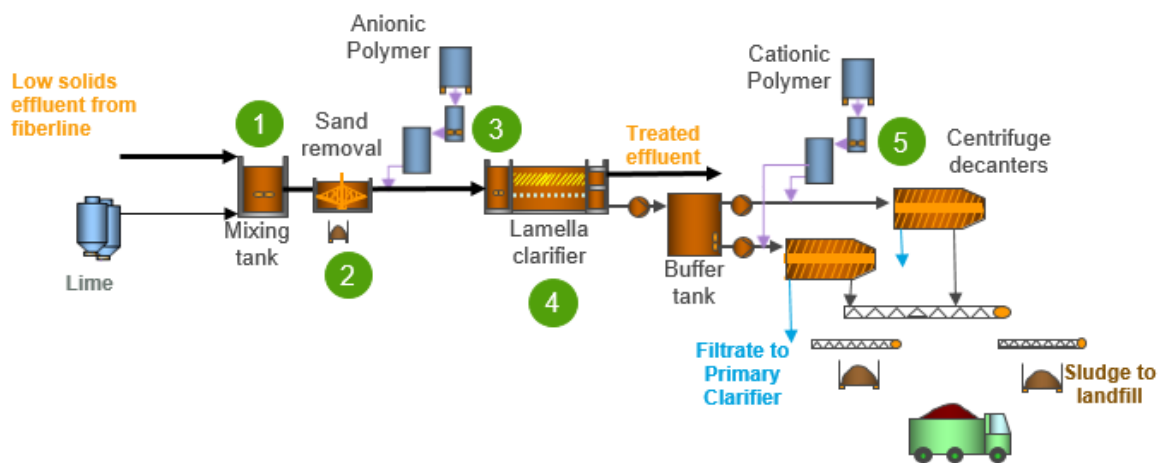 Low solids
effluent from
fiberline
Lime
1
Mixing
tank
Sand
removal
2
Anionic
Polymer
3
Lamella
clarifier
4
Treated
effluent
Buffer
tank
Cationic
Polymer
5
Centrifuge
decanters
Filtrate to
Primary
Clarifier
Sludge to
landfill